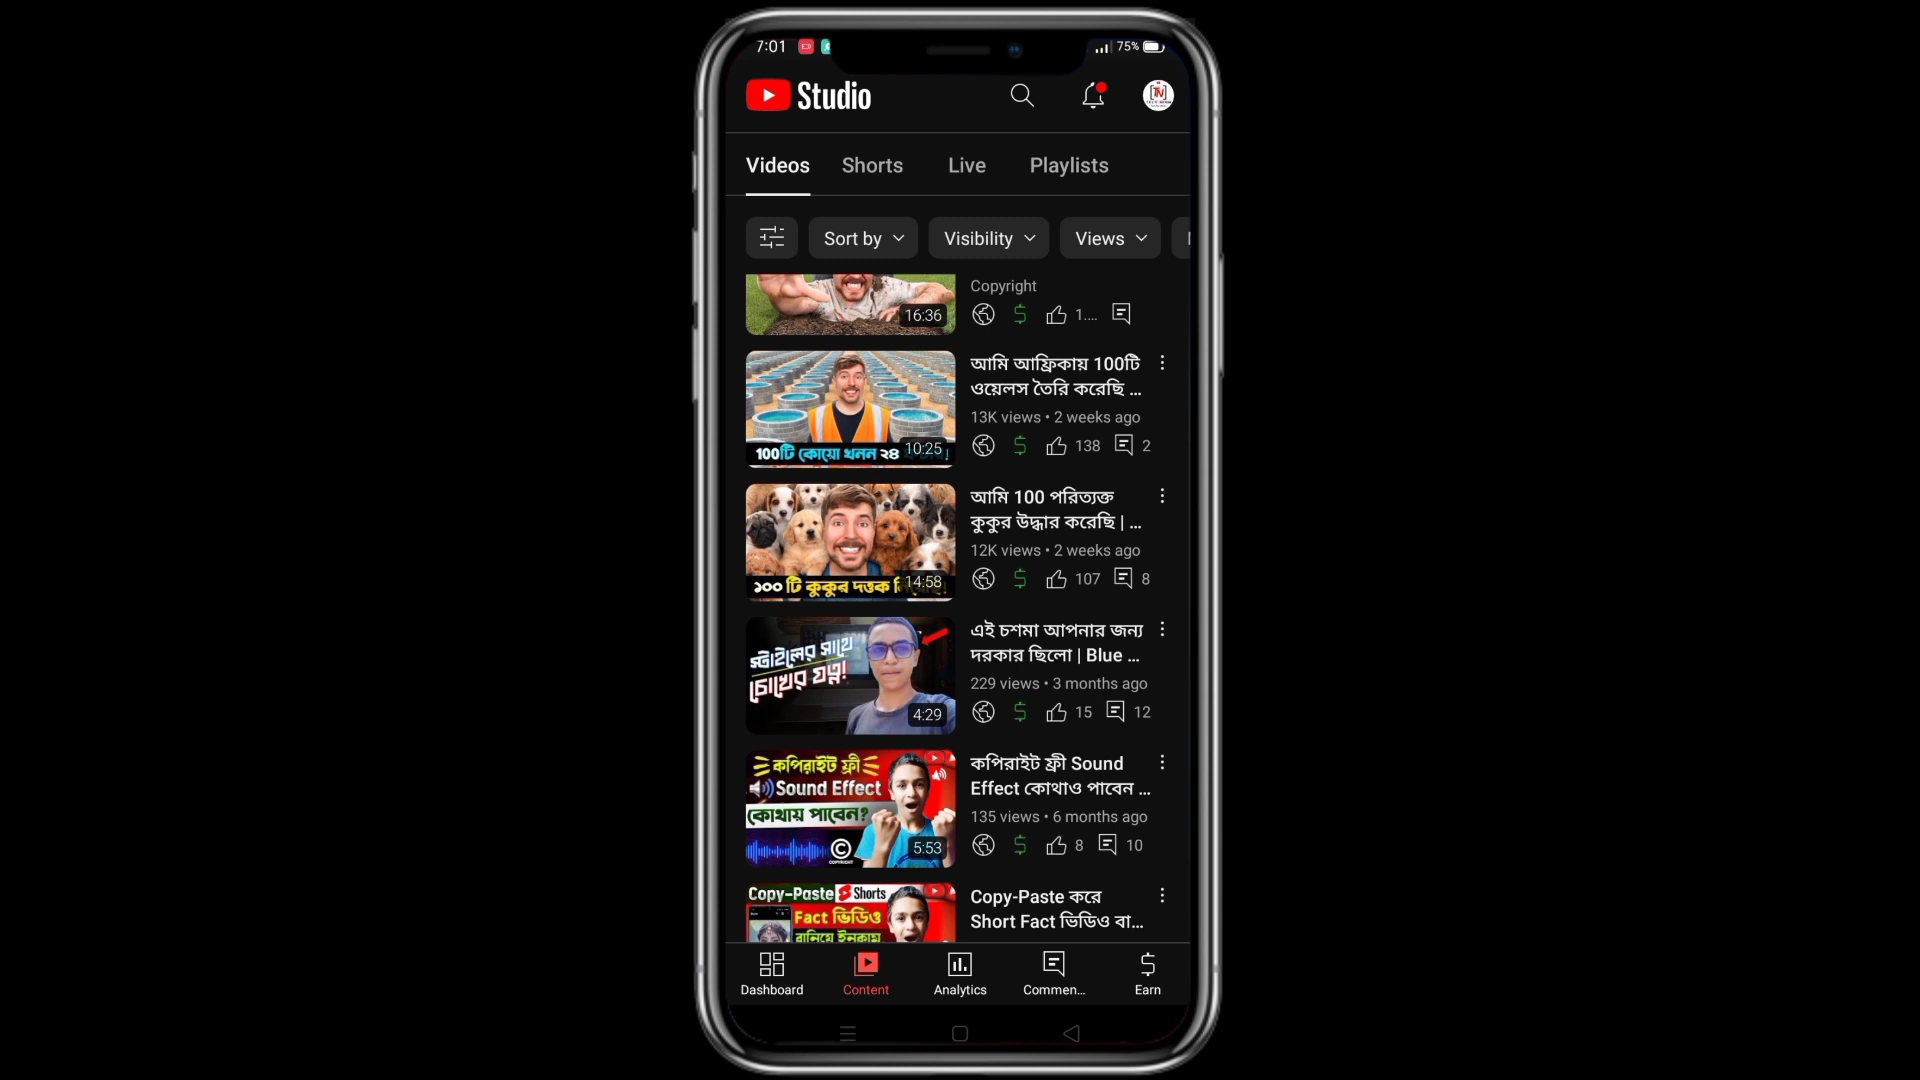 7:01
75%
Studio
Videos Shorts Live Playlists
Sort by Visibility Views
16:36
Copyright
1....
10:25
100টি কোয়ো খনন ২৪
আমি আফ্রিকায় 100টি
ওয়েলস তৈরি করেছি ...
13K views • 2 weeks ago
138 2
14:58
১০০ টি কুকুর দত্তক
আমি 100 পরিত্যক্ত
কুকুর উদ্ধার করেছি | ...
12K views • 2 weeks ago
107 8
স্টাইলের সাথে
চোখের যত্ন!
4:29
এই চশমা আপনার জন্য
দরকার ছিলো | Blue ...
229 views • 3 months ago
15 12
কপিরাইট ফ্রী
Sound Effect
কোথায় পাবেন?
COPYRIGHT
5:53
কপিরাইট ফ্রী Sound
Effect কোথাও পাবেন ...
135 views • 6 months ago
8 10
Copy-Paste Shorts
Fact ভিডিও
বানিয়ে ইনকাম
Copy-Paste করে
Short Fact ভিডিও বা...
Dashboard Content Analytics Commen... Earn